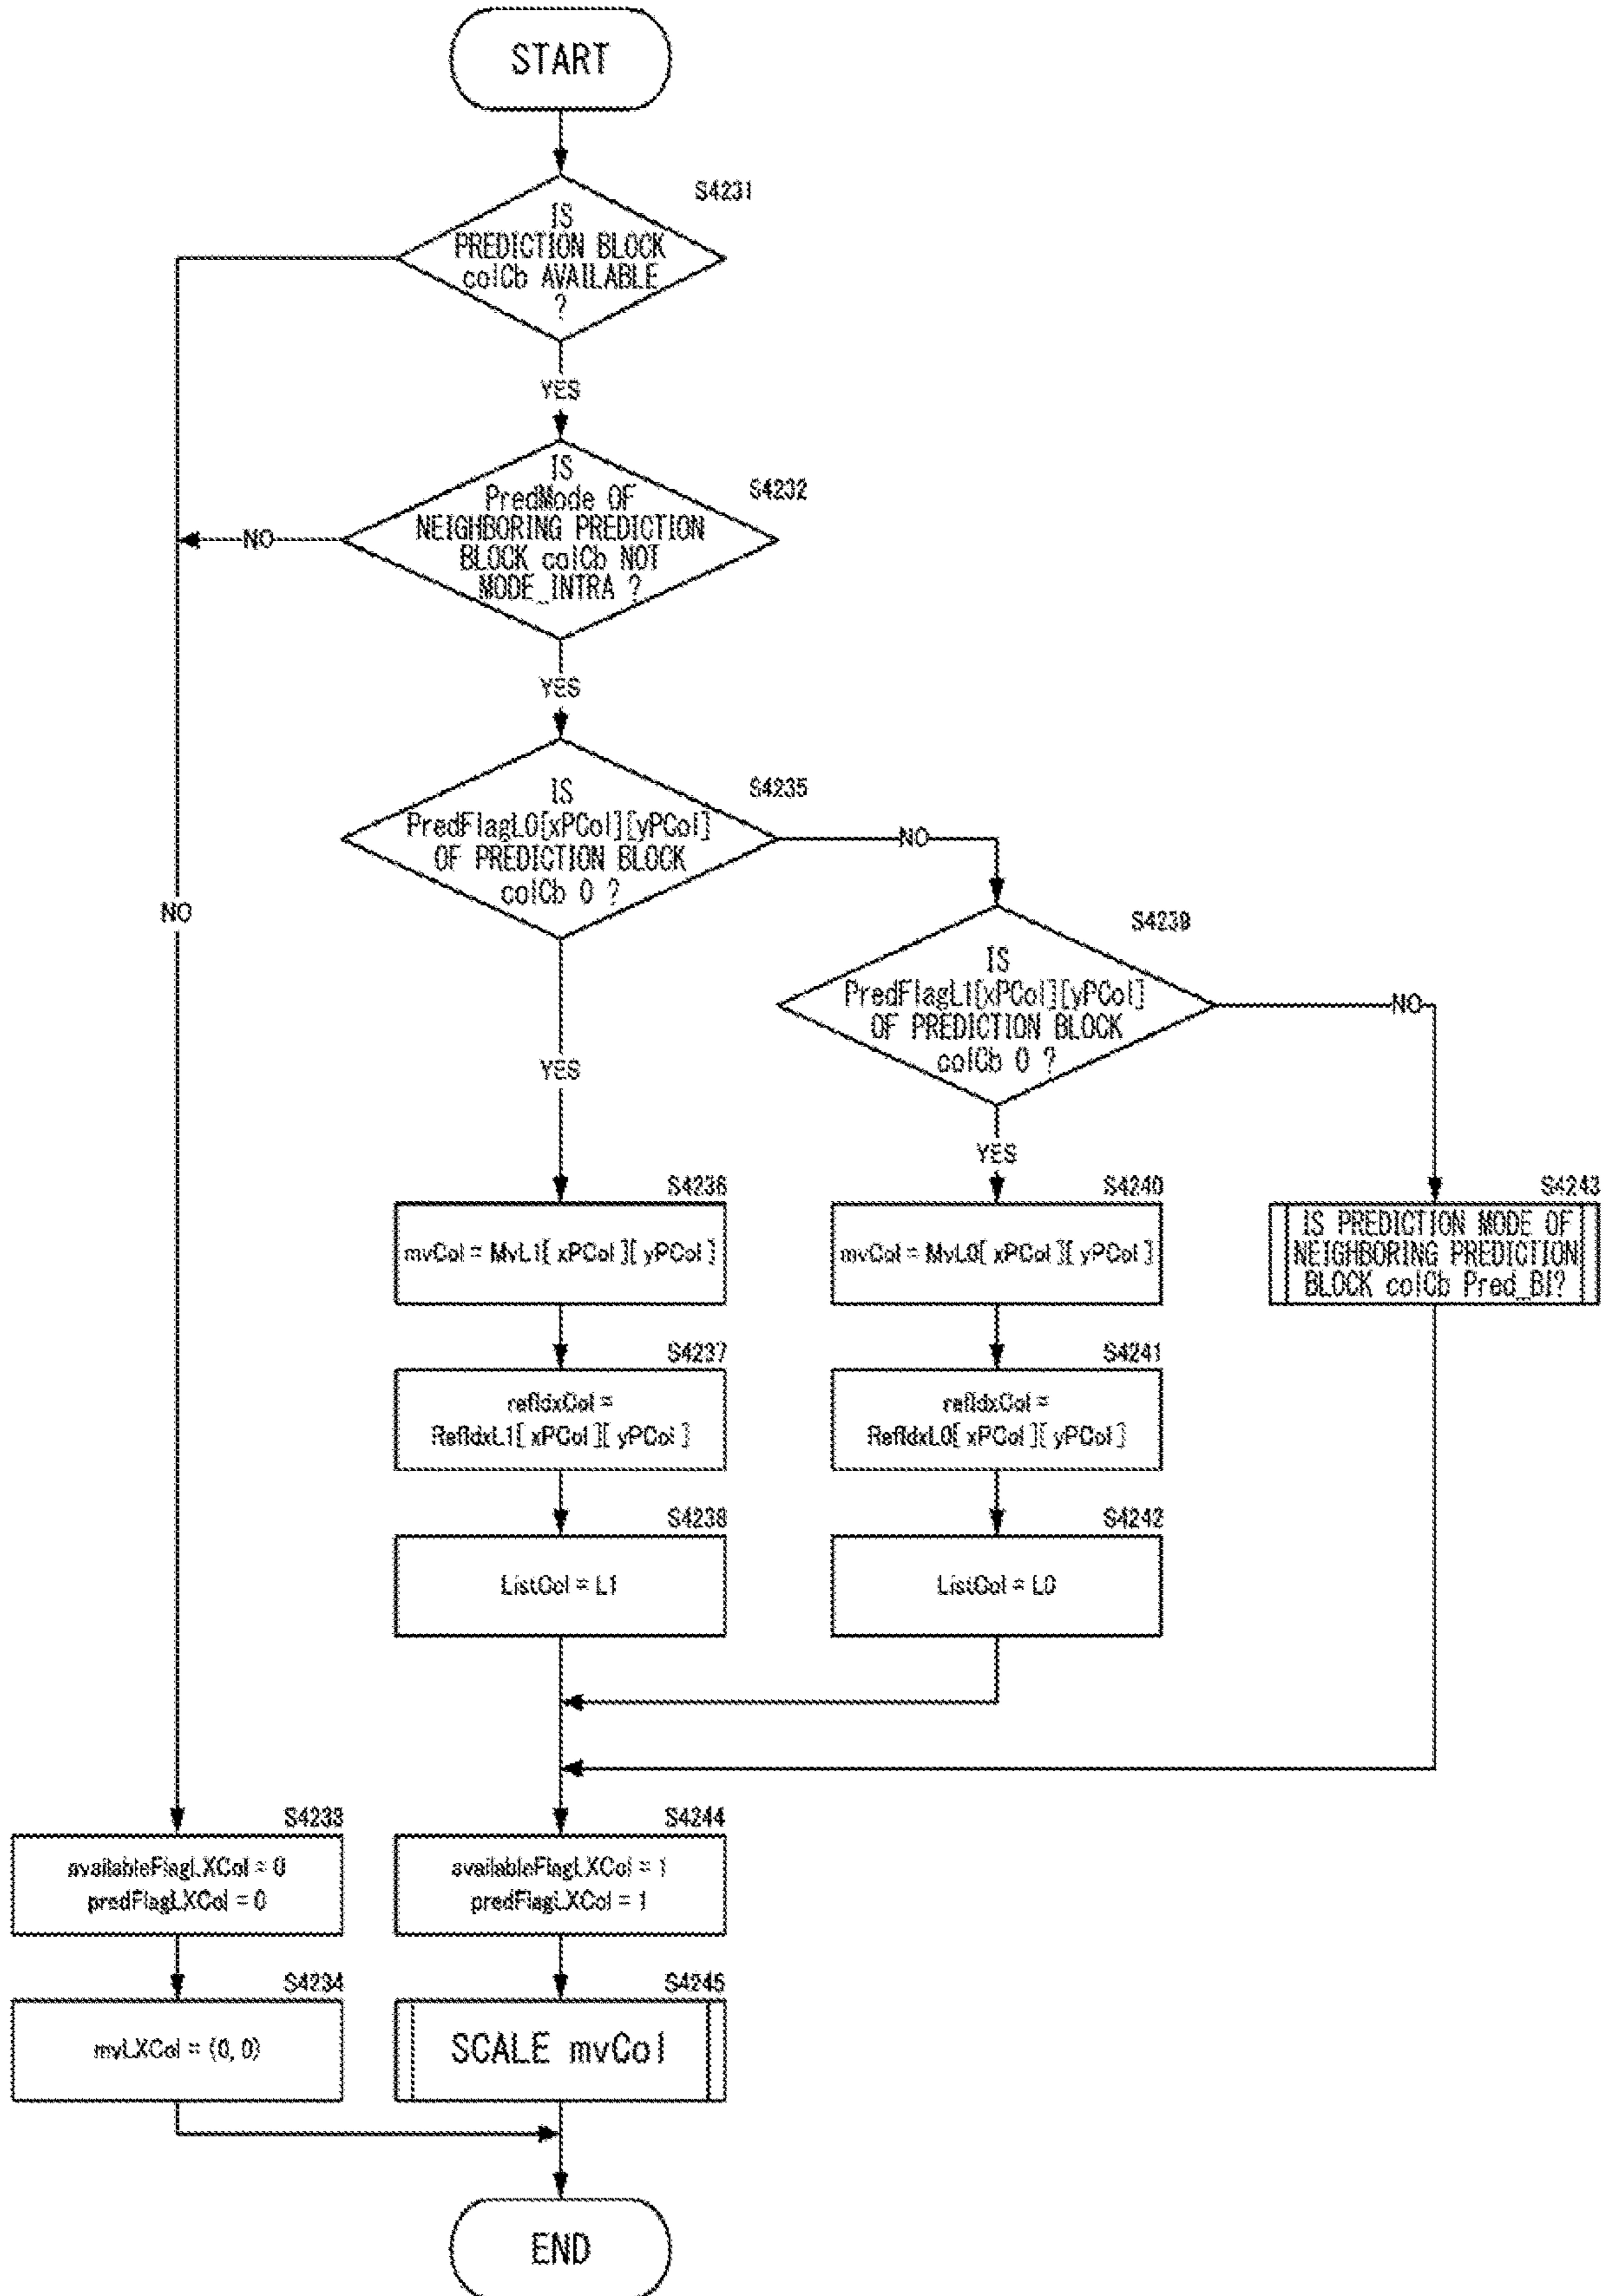 START
S4231
IS
PREDICTION BLOCK
colCb AVAILABLE
?
YES
S4232
IS
PredMode OF
NEIGHBORING PREDICTION
BLOCK colCb NOT
MODE_INTRA ?
NO
YES
S4235
IS
PredFlagL0[xPCol][yPCol]
OF PREDICTION BLOCK
colCb 0 ?
NO
NO
S4239
IS
PredFlagL1[xPCol][yPCol]
OF PREDICTION BLOCK
colCb 0 ?
NO
YES
YES
S4236
mvCol = MvL1[ xPCol ][ yPCol ]
S4240
mvCol = MvL0[ xPCol ][ yPCol ]
S4243
IS PREDICTION MODE OF
NEIGHBORING PREDICTION
BLOCK colCb Pred_BI?
S4237
refIdxCol =
RefIdxL1[ xPCol ][ yPCol ]
S4241
refIdxCol =
RefIdxL0[ xPCol ][ yPCol ]
S4238
ListCol = L1
S4242
ListCol = L0
S4233
availableFlagLXCol = 0
predFlagLXCol = 0
S4244
availableFlagLXCol = 1
predFlagLXCol = 1
S4234
mvLXCol = (0, 0)
S4245
SCALE mvCol
END